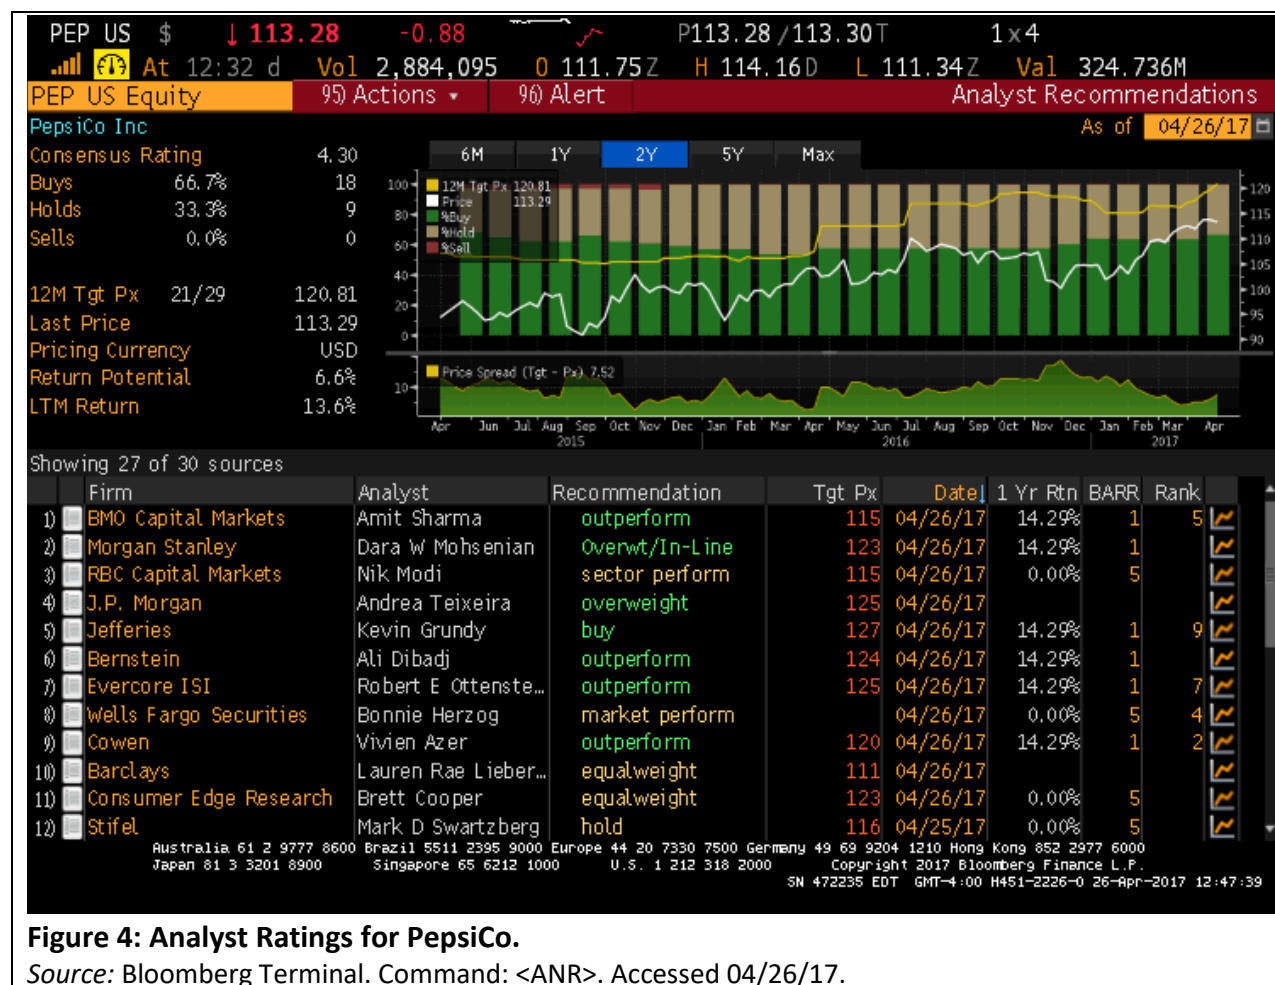 PEP US $ ↓ 113.28 -0.88 P113.28 /113.30T 1x4
At 12:32 d Vol 2,884,095 O 111.75Z H 114.16D L 111.34Z Val 324.736M
PEP US Equity 95) Actions 96) Alert Analyst Recommendations
PepsiCo Inc As of 04/26/17
Consensus Rating 4.30 6M 1Y 2Y 5Y Max
Buys 66.7% 18
Holds 33.3% 9
Sells 0.0% 0
12M Tgt Px 21/29 120.81
Last Price 113.29
Pricing Currency USD
Return Potential 6.6%
LTM Return 13.6%
12M Tgt Px 120.81
Price 113.29
%Buy
%Hold
%Sell
100
80
60
40
20
0
120
115
110
105
100
95
90
Price Spread (Tgt - Px) 7.52
10
Apr Jun Jul Aug Sep Oct Nov Dec Jan Feb Mar Apr May Jun Jul Aug Sep Oct Nov Dec Jan Feb Mar Apr
2015 2016 2017
Showing 27 of 30 sources
Firm Analyst Recommendation Tgt Px Date↓ 1 Yr Rtn BARR Rank
1) BMO Capital Markets Amit Sharma outperform 115 04/26/17 14.29% 1 5
2) Morgan Stanley Dara W Mohsenian Overwt/In-Line 123 04/26/17 14.29% 1
3) RBC Capital Markets Nik Modi sector perform 115 04/26/17 0.00% 5
4) J.P. Morgan Andrea Teixeira overweight 125 04/26/17
5) Jefferies Kevin Grundy buy 127 04/26/17 14.29% 1 9
6) Bernstein Ali Dibadj outperform 124 04/26/17 14.29% 1
7) Evercore ISI Robert E Ottenste… outperform 125 04/26/17 14.29% 1 7
8) Wells Fargo Securities Bonnie Herzog market perform 04/26/17 0.00% 5 4
9) Cowen Vivien Azer outperform 120 04/26/17 14.29% 1 2
10) Barclays Lauren Rae Lieber… equalweight 111 04/26/17
11) Consumer Edge Research Brett Cooper equalweight 123 04/26/17 0.00% 5
12) Stifel Mark D Swartzberg hold 116 04/25/17 0.00% 5
Australia 61 2 9777 8600 Brazil 5511 2395 9000 Europe 44 20 7330 7500 Germany 49 69 9204 1210 Hong Kong 852 2977 6000
Japan 81 3 3201 8900 Singapore 65 6212 1000 U.S. 1 212 318 2000 Copyright 2017 Bloomberg Finance L.P.
SN 472235 EDT GMT-4:00 H451-2226-0 26-Apr-2017 12:47:39
Figure 4: Analyst Ratings for PepsiCo.
Source: Bloomberg Terminal. Command: <ANR>. Accessed 04/26/17.